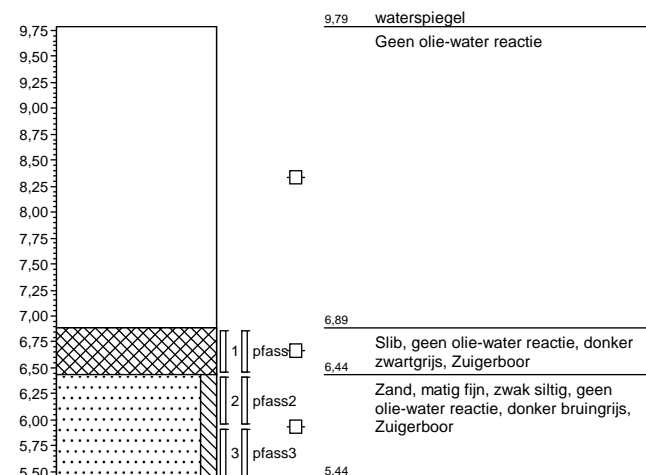 9,79 waterspiegel
9,75
Geen olie-water reactie
9,50
9,25
9,00
8,75
8,50
8,25
8,00
7,75
7,50
7,25
7,00
6,89
6,75
1 pfass
Slib, geen olie-water reactie, donker
zwartgrijs, Zuigerboor
6,50
6,44
6,25
2 pfass2
Zand, matig fijn, zwak siltig, geen
olie-water reactie, donker bruingrijs,
Zuigerboor
6,00
5,75
3 pfass3
5,50
5,44